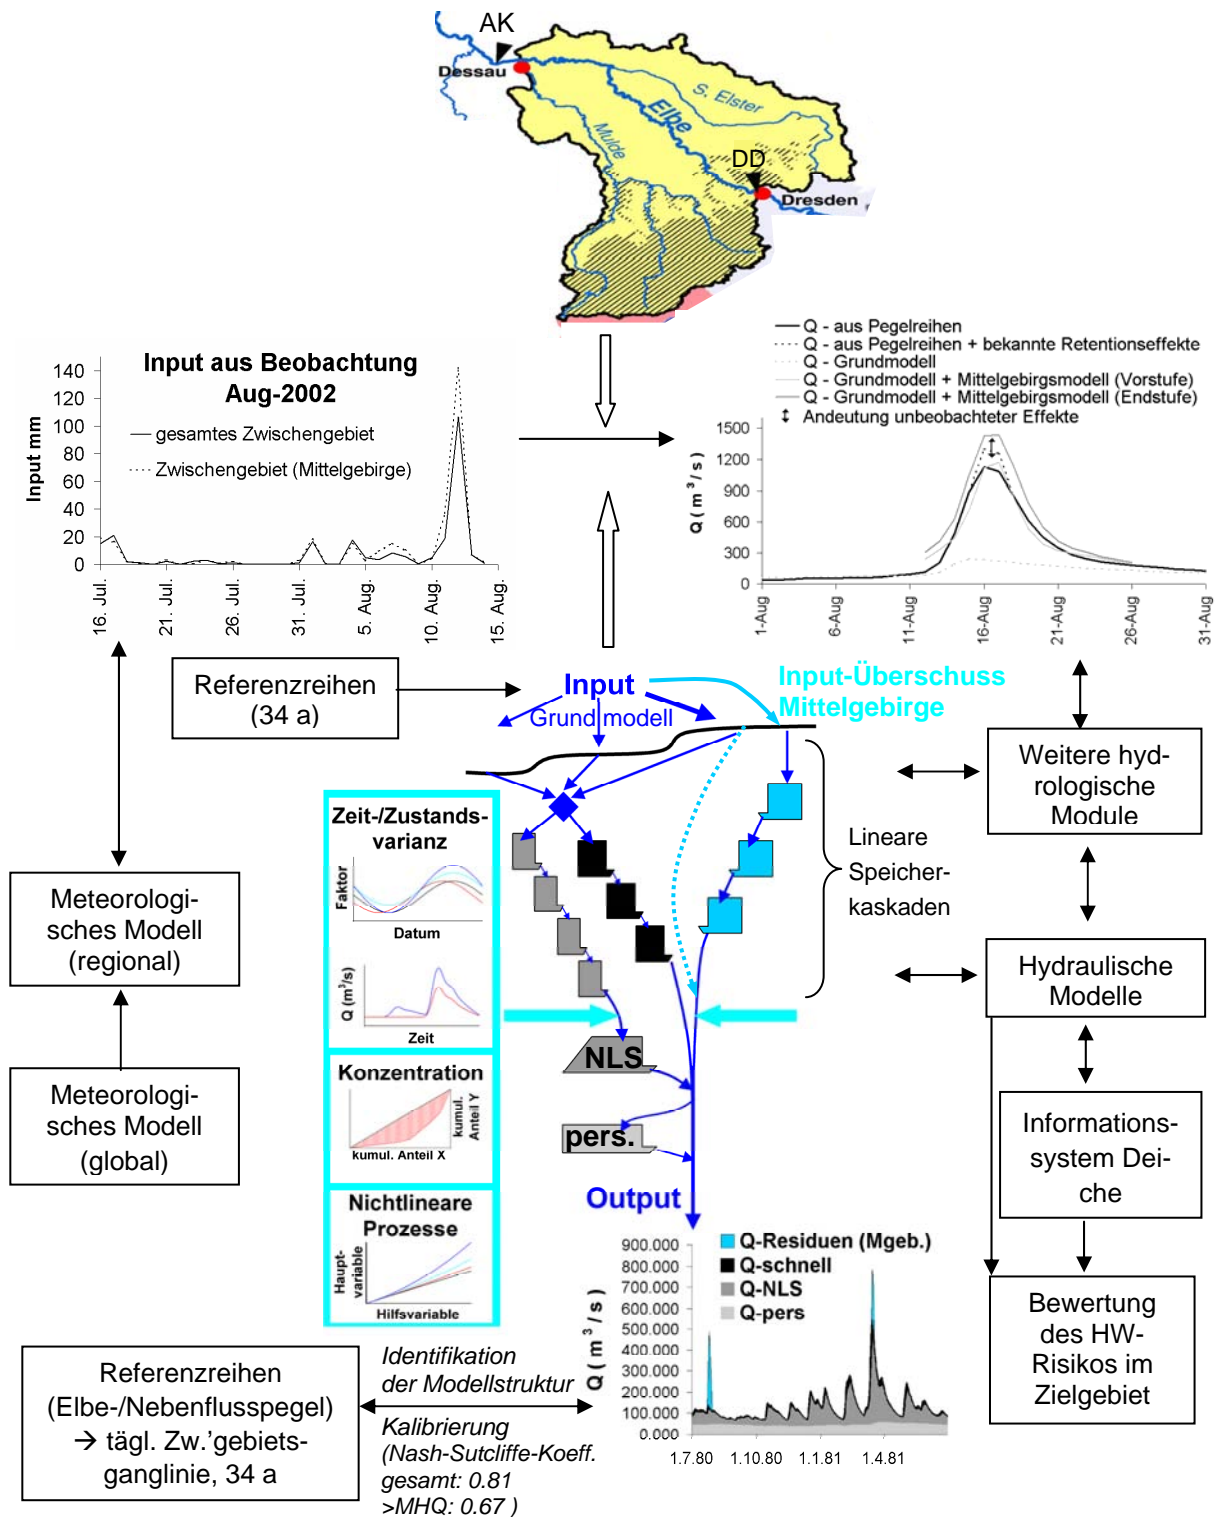 AK
Dessau
S. Elster
Elbe
Mulde
DD
Dresden
Input aus Beobachtung
Aug-2002
gesamtes Zwischengebiet
Zwischengebiet (Mittelgebirge)
Input mm
140
120
100
80
60
40
20
0
16. Jul.
21. Jul.
26. Jul.
31. Jul.
5. Aug.
10. Aug.
15. Aug.
Q - aus Pegelreihen
Q - aus Pegelreihen + bekannte Retentionseffekte
Q - Grundmodell
Q - Grundmodell + Mittelgebirgsmodell (Vorstufe)
Q - Grundmodell + Mittelgebirgsmodell (Endstufe)
Andeutung unbeobachteter Effekte
Q ( m³ / s )
1500
1200
900
600
300
0
1-Aug
6-Aug
11-Aug
16-Aug
21-Aug
26-Aug
31-Aug
Referenzreihen
(34 a)
Input
Grundmodell
Input-Überschuss
Mittelgebirge
Lineare
Speicher-
kaskaden
Weitere hyd-
rologische
Module
Hydraulische
Modelle
Informations-
system Dei-
che
Bewertung
des HW-
Risikos im
Zielgebiet
Meteorologi-
sches Modell
(regional)
Meteorologi-
sches Modell
(global)
Zeit-/Zustands-
varianz
Faktor
Datum
Q (m³/s)
Zeit
Konzentration
kumul.
Anteil Y
kumul. Anteil X
Nichtlineare
Prozesse
Haupt-
variable
Hilfsvariable
NLS
pers.
Output
Q-Residuen (Mgeb.)
Q-schnell
Q-NLS
Q-pers
Q ( m³ / s )
900.000
800.000
700.000
600.000
500.000
400.000
300.000
200.000
100.000
0.000
1.7.80
1.10.80
1.1.81
1.4.81
Referenzreihen
(Elbe-/Nebenflusspegel)
→ tägl. Zw.'gebiets-
ganglinie, 34 a
Identifikation
der Modellstruktur
Kalibrierung
(Nash-Sutcliffe-Koeff.
gesamt: 0.81
>MHQ: 0.67 )